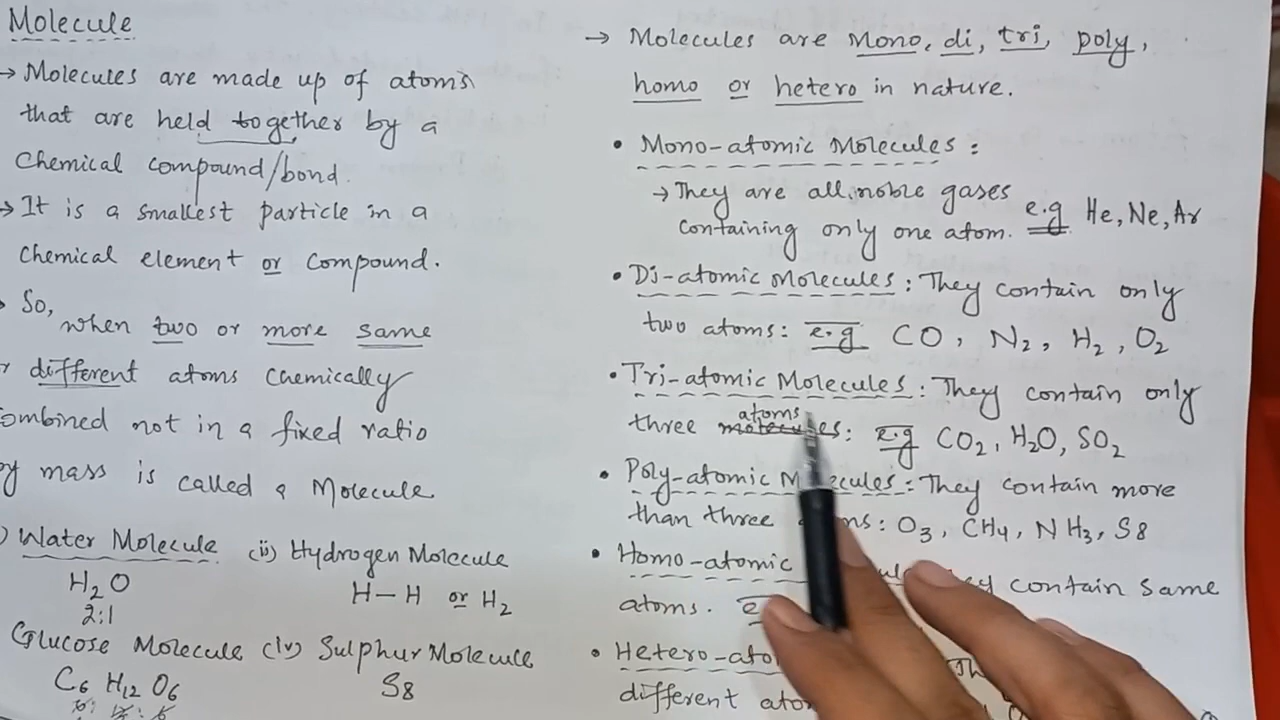 Molecule
→ Molecules are made up of atoms
that are held together by a
Chemical compound/bond.
→ It is a smallest particle in a
Chemical element or compound.
So,
when two or more same
or different atoms chemically
Combined not in a fixed ratio
by mass is called a Molecule.
) Water Molecule (ii) Hydrogen Molecule
H2O H-H or H2
2:1
Glucose Molecule (iv) Sulphur Molecule
C6 H12 O6 S8
→ Molecules are Mono, di, tri, poly,
homo or hetero in nature.
• Mono-atomic Molecules:
→ They are all noble gases
containing only one atom. e.g He, Ne, Ar
• Di-atomic Molecules: They contain only
two atoms: e.g CO, N2, H2, O2
• Tri-atomic Molecules: They contain only
three atoms molecules: e.g CO2, H2O, SO2
• Poly-atomic Molecules: They contain more
than three atoms: O3, CH4, NH3, S8
• Homo-atomic contain same
atoms.
• Hetero-ato
different